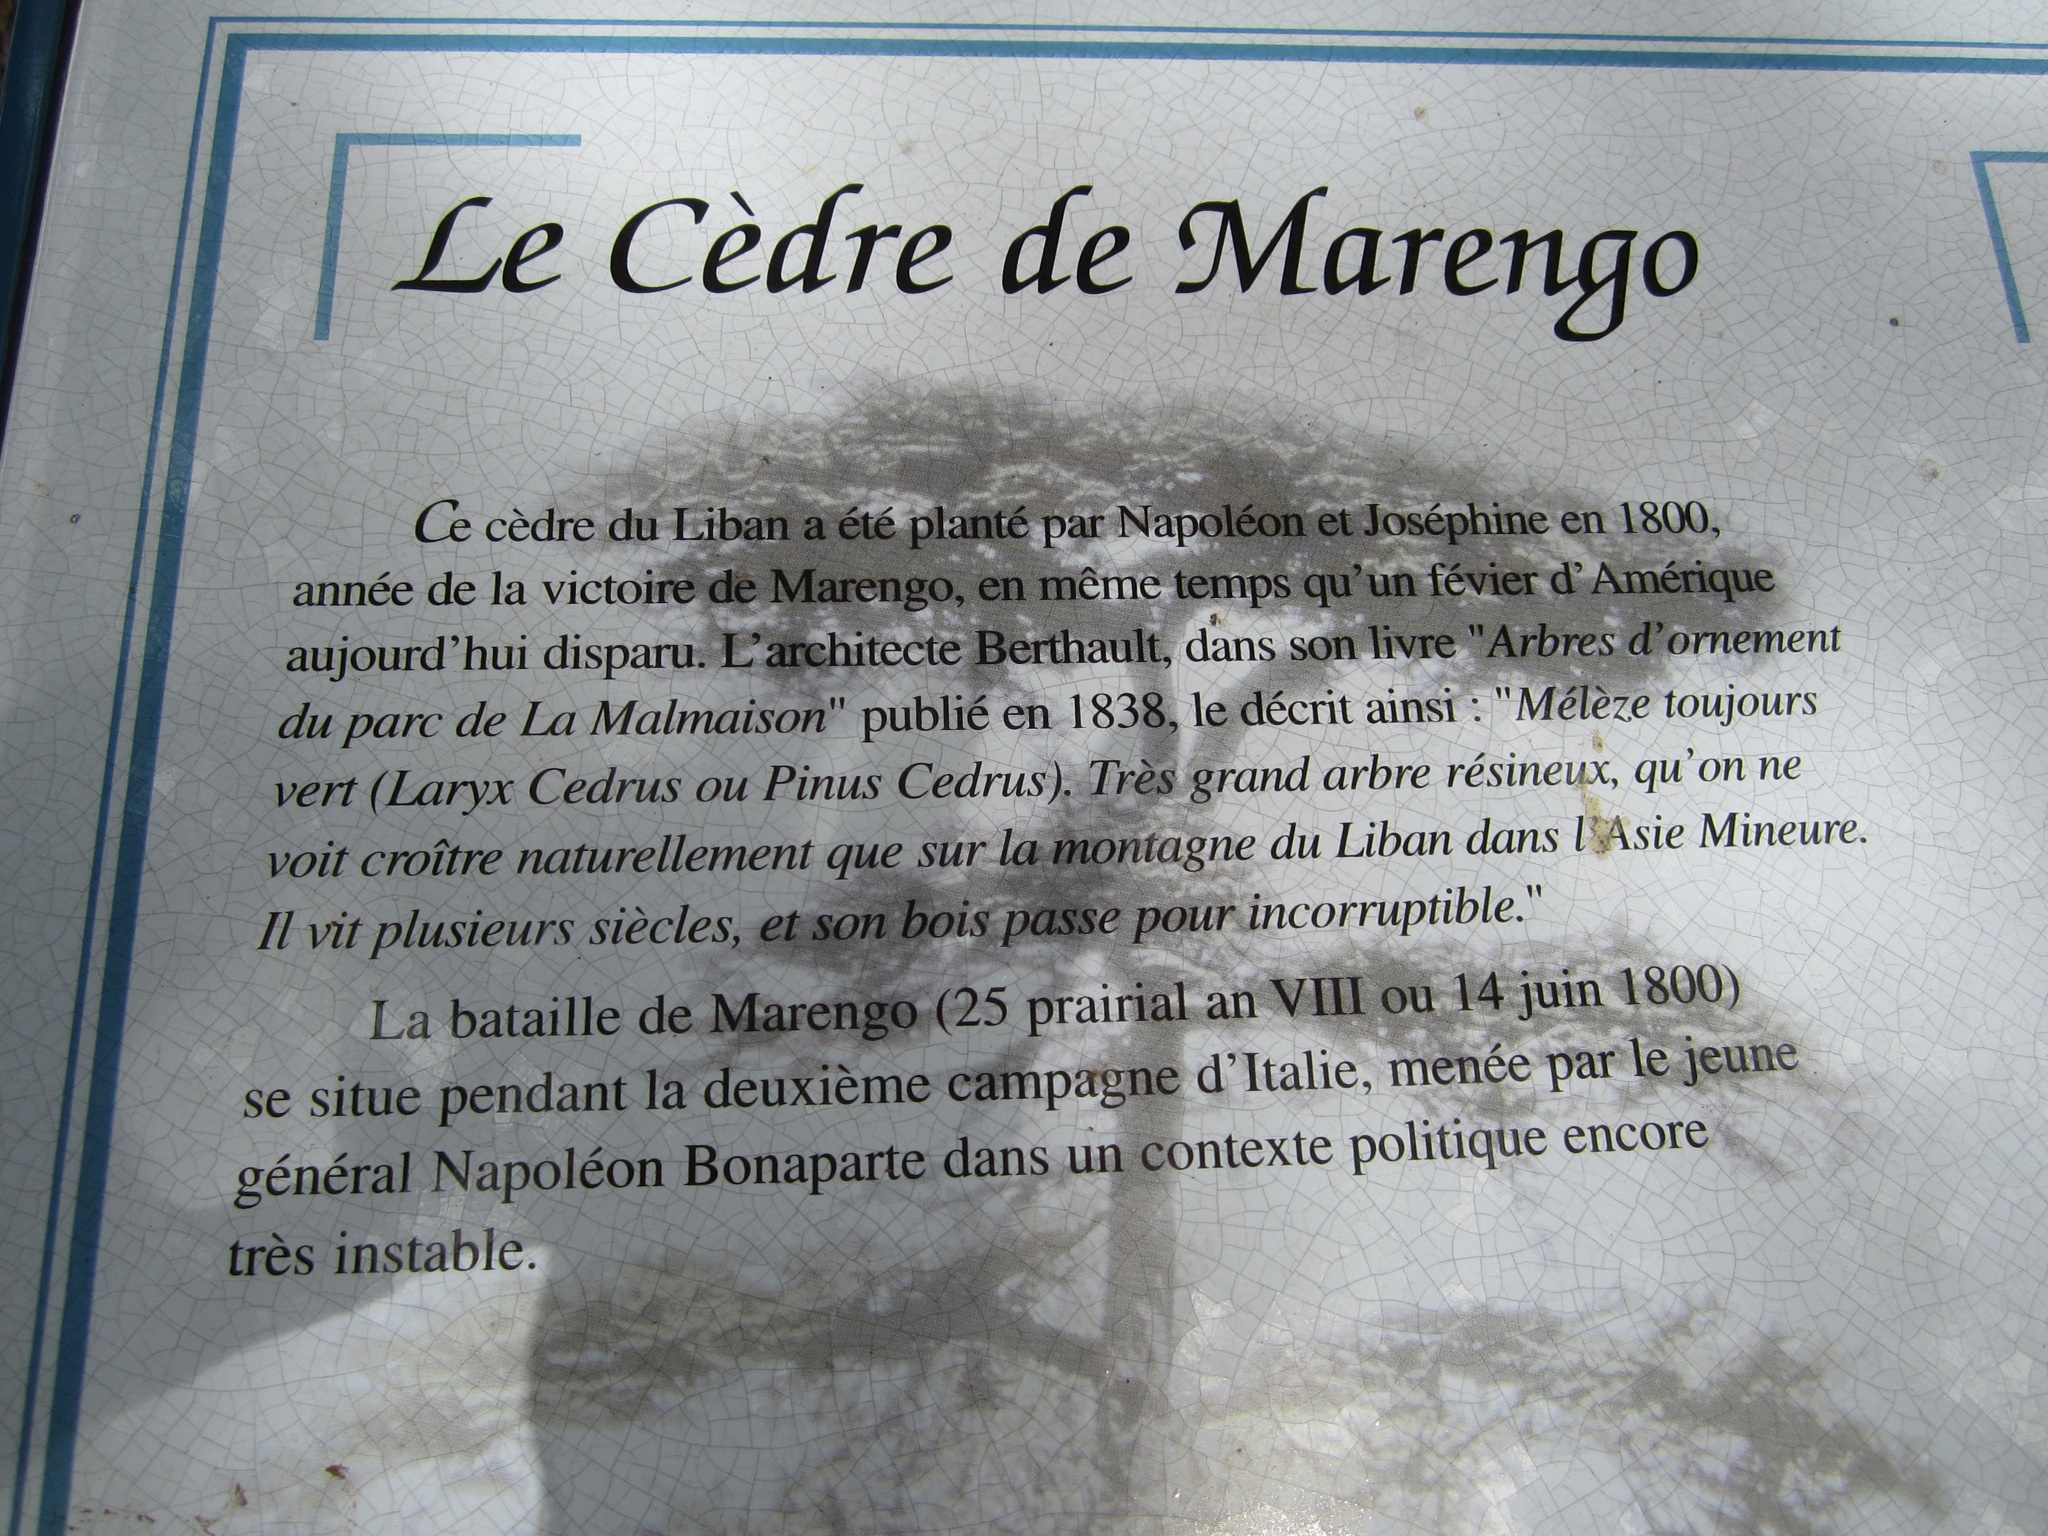 Le Cèdre de Marengo
Ce cèdre du Liban a été planté par Napoléon et Joséphine en 1800,
année de la victoire de Marengo, en même temps qu'un févier d'Amérique
aujourd'hui disparu. L'architecte Berthault, dans son livre "Arbres d'ornement
du parc de La Malmaison" publié en 1838, le décrit ainsi : "Mélèze toujours
vert (Laryx Cedrus ou Pinus Cedrus). Très grand arbre résineux, qu'on ne
voit croître naturellement que sur la montagne du Liban dans l'Asie Mineure.
Il vit plusieurs siècles, et son bois passe pour incorruptible."
La bataille de Marengo (25 prairial an VIII ou 14 juin 1800)
se situe pendant la deuxième campagne d'Italie, menée par le jeune
général Napoléon Bonaparte dans un contexte politique encore
très instable.